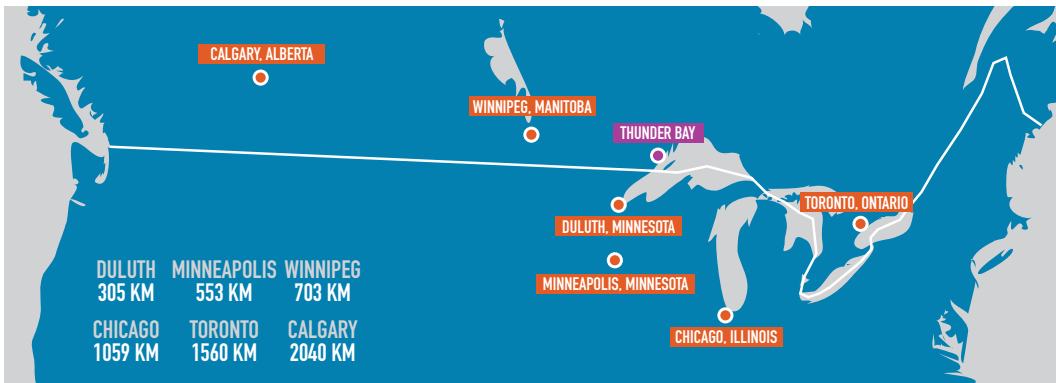 CALGARY, ALBERTA
WINNIPEG, MANITOBA
THUNDER BAY
TORONTO, ONTARIO
DULUTH, MINNESOTA
MINNEAPOLIS, MINNESOTA
CHICAGO, ILLINOIS
DULUTH MINNEAPOLIS WINNIPEG
305 KM 553 KM 703 KM
CHICAGO TORONTO CALGARY
1059 KM 1560 KM 2040 KM